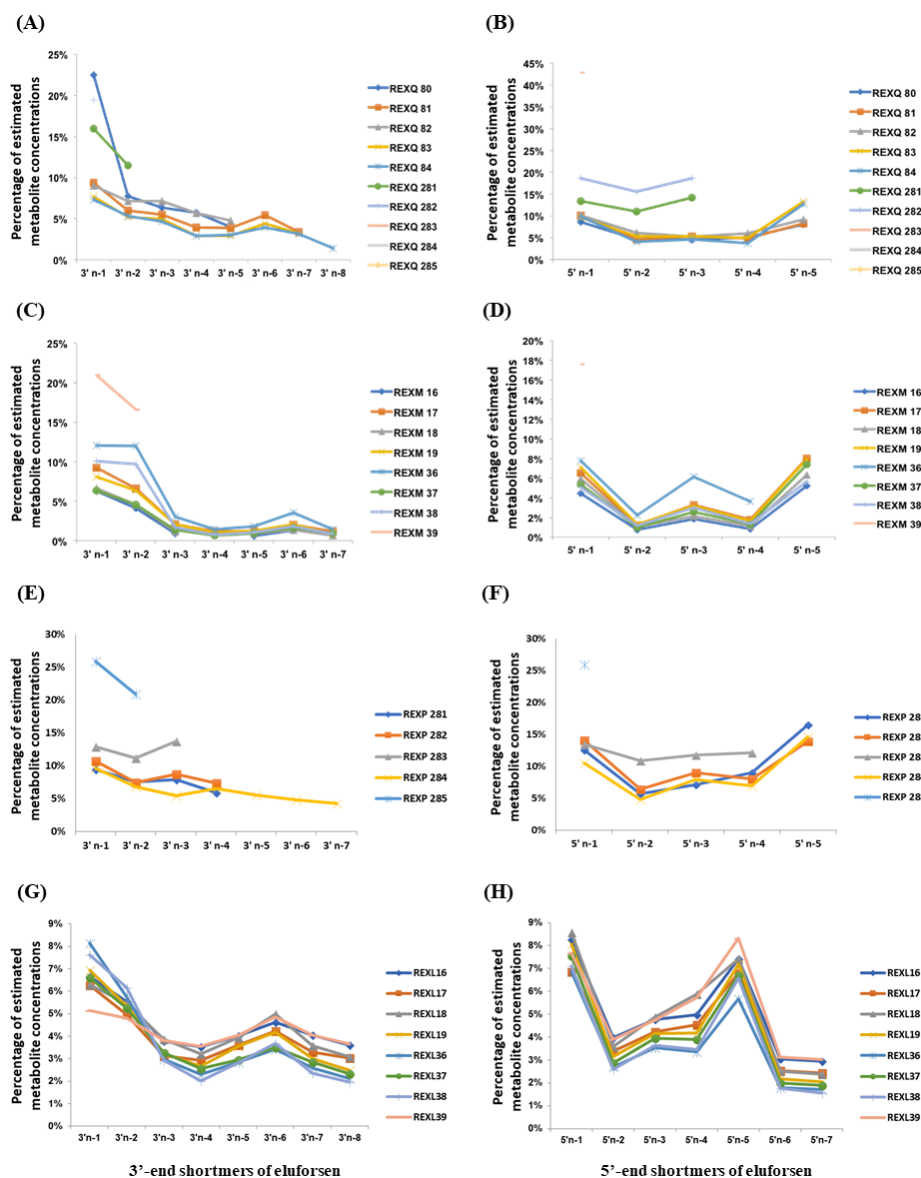 (A)
Percentage of estimated
metabolite concentrations
25%
20%
15%
10%
5%
0%
3' n-1 3' n-2 3' n-3 3' n-4 3' n-5 3' n-6 3' n-7 3' n-8
REXQ 80
REXQ 81
REXQ 82
REXQ 83
REXQ 84
REXQ 281
REXQ 282
REXQ 283
REXQ 284
REXQ 285
(B)
Percentage of estimated
metabolite concentrations
45%
40%
35%
30%
25%
20%
15%
10%
5%
0%
5' n-1 5' n-2 5' n-3 5' n-4 5' n-5
REXQ 80
REXQ 81
REXQ 82
REXQ 83
REXQ 84
REXQ 281
REXQ 282
REXQ 283
REXQ 284
REXQ 285
(C)
Percentage of estimated
metabolite concentrations
25%
20%
15%
10%
5%
0%
3' n-1 3' n-2 3' n-3 3' n-4 3' n-5 3' n-6 3' n-7
REXM 16
REXM 17
REXM 18
REXM 19
REXM 36
REXM 37
REXM 38
REXM 39
(D)
Percentage of estimated
metabolite concentrations
20%
18%
16%
14%
12%
10%
8%
6%
4%
2%
0%
5' n-1 5' n-2 5' n-3 5' n-4 5' n-5
REXM 16
REXM 17
REXM 18
REXM 19
REXM 36
REXM 37
REXM 38
REXM 39
(E)
Percentage of estimated
metabolite concentrations
30%
25%
20%
15%
10%
5%
0%
3' n-1 3' n-2 3' n-3 3' n-4 3' n-5 3' n-6 3' n-7
REXP 281
REXP 282
REXP 283
REXP 284
REXP 285
(F)
Percentage of estimated
metabolite concentrations
30%
25%
20%
15%
10%
5%
0%
5' n-1 5' n-2 5' n-3 5' n-4 5' n-5
REXP 28
REXP 28
REXP 28
REXP 28
REXP 28
(G)
Percentage of estimated
metabolite concentrations
9%
8%
7%
6%
5%
4%
3%
2%
1%
0%
3'n-1 3'n-2 3'n-3 3'n-4 3'n-5 3'n-6 3'n-7 3'n-8
REXL16
REXL17
REXL18
REXL19
REXL36
REXL37
REXL38
REXL39
3’-end shortmers of eluforsen
(H)
Percentage of estimated
metabolite concentrations
9%
8%
7%
6%
5%
4%
3%
2%
1%
0%
5'n-1 5'n-2 5'n-3 5'n-4 5'n-5 5'n-6 5'n-7
REXL16
REXL17
REXL18
REXL19
REXL36
REXL37
REXL38
REXL39
5’-end shortmers of eluforsen